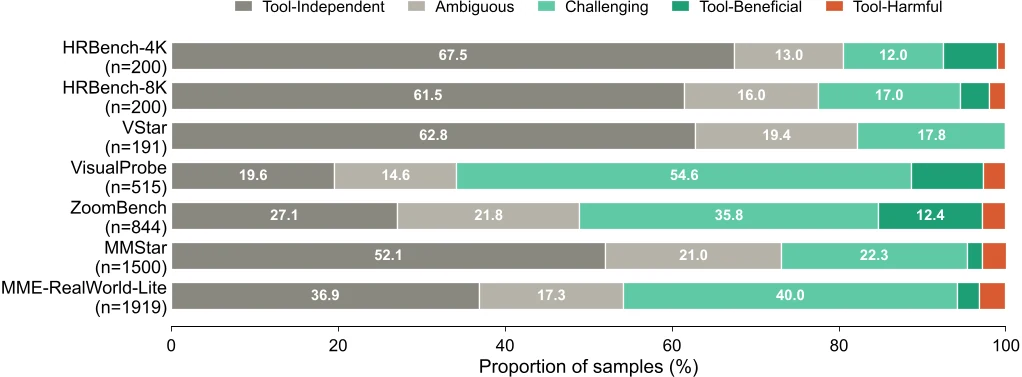 Tool-Independent Ambiguous Challenging Tool-Beneficial Tool-Harmful
HRBench-4K
(n=200)
67.5 13.0 12.0
HRBench-8K
(n=200)
61.5 16.0 17.0
VStar
(n=191)
62.8 19.4 17.8
VisualProbe
(n=515)
19.6 14.6 54.6
ZoomBench
(n=844)
27.1 21.8 35.8 12.4
MMStar
(n=1500)
52.1 21.0 22.3
MME-RealWorld-Lite
(n=1919)
36.9 17.3 40.0
0 20 40 60 80 100
Proportion of samples (%)